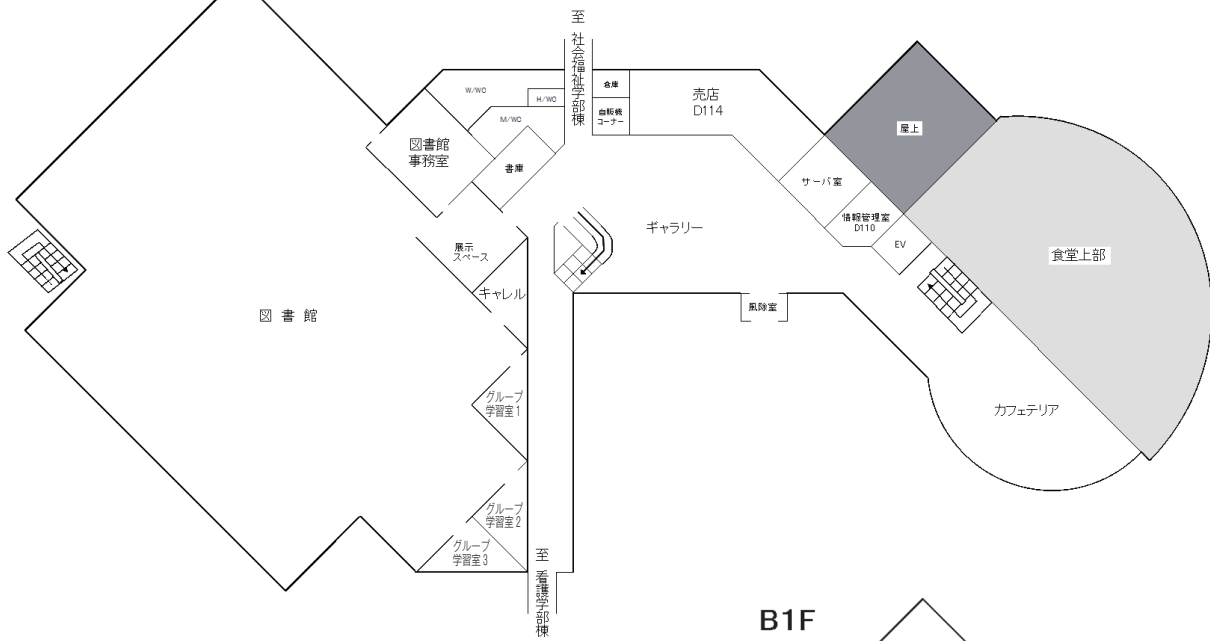 至 社会福祉学部棟
W/WC
H/WC
M/WC
倉庫
自販機
コーナー
売店
D114
屋上
図書館
事務室
書庫
サーバ室
情報管理室
D110
EV
ギャラリー
展示
スペース
食堂上部
キャレル
風除室
図書館
グループ
学習室1
カフェテリア
グループ
学習室2
グループ
学習室3
至 看護学部棟
B1F